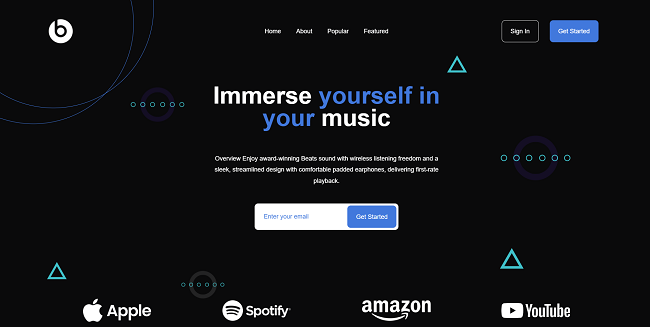 b
Home About Popular Featured Sign In Get Started
Immerse yourself in
your music
Overview Enjoy award-winning Beats sound with wireless listening freedom and a
sleek, streamlined design with comfortable padded earphones, delivering first-rate
playback.
Enter your email Get Started
Apple Spotify® amazon YouTube